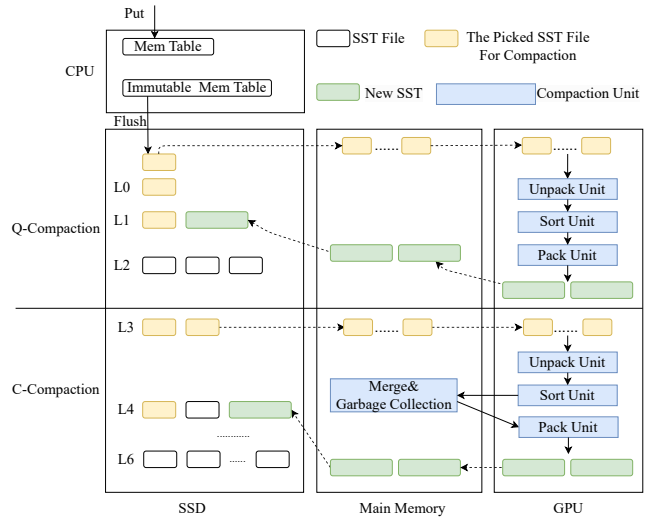 Put
CPU
Mem Table
Immutable Mem Table
SST File
The Picked SST File
For Compaction
New SST
Compaction Unit
Flush
Q-Compaction
L0
L1
L2
......
......
Unpack Unit
Sort Unit
Pack Unit
C-Compaction
L3
......
......
Unpack Unit
Merge&
Garbage Collection
Sort Unit
L4
Pack Unit
............
L6
......
SSD
Main Memory
GPU